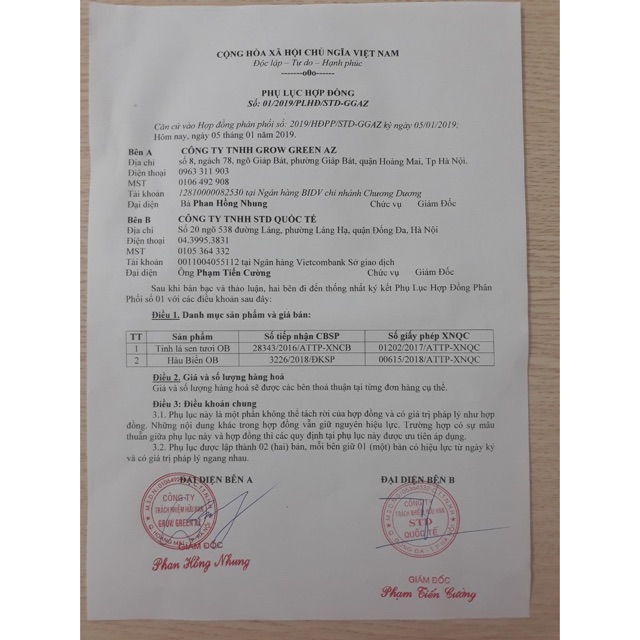 CỘNG HÒA XÃ HỘI CHỦ NGHĨA VIỆT NAM
Độc lập – Tự do – Hạnh phúc
-------o0o------
PHỤ LỤC HỢP ĐỒNG
Số: 01/2019/PLHĐ/STD-GGAZ
Căn cứ vào Hợp đồng phân phối số: 2019/HĐPP/STD-GGAZ ký ngày 05/01/2019;
Hôm nay, ngày 05 tháng 01 năm 2019.
Bên A CÔNG TY TNHH GROW GREEN AZ
Địa chỉ số 8, ngách 78, ngõ Giáp Bát, phường Giáp Bát, quận Hoàng Mai, Tp Hà Nội.
Điện thoại 0963 311 903
MST 0106 492 908
Tài khoản 12810000082530 tại Ngân hàng BIDV chi nhánh Chương Dương
Đại diện Bà Phan Hồng Nhung Chức vụ Giám Đốc
Bên B CÔNG TY TNHH STD QUỐC TẾ
Địa chỉ Số 20 ngõ 538 đường Láng, phường Láng Hạ, quận Đống Đa, Hà Nội
Điện thoại 04.3995.3831
MST 0105 364 332
Tài khoản 0011004055112 tại Ngân hàng Vietcombank Sở giao dịch
Đại diện Ông Phạm Tiến Cường Chức vụ Giám Đốc
Sau khi bàn bạc và thảo luận, hai bên đi đến thống nhất ký kết Phụ Lục Hợp Đồng Phân
Phối số 01 với các điều khoản sau đây:
Điều 1. Danh mục sản phẩm và giá bán:
TT Sản phẩm Số tiếp nhận CBSP Số giấy phép XNQC
1 Tinh lá sen tươi OB 28343/2016/ATTP-XNCB 01202/2017/ATTP-XNQC
2 Hàu Biển OB 3226/2018/ĐKSP 00615/2018/ATTP-XNQC
Điều 2. Giá và số lượng hàng hoá
Giá và số lượng hàng hoá sẽ được các bên thoả thuận tại từng đơn hàng cụ thể.
Điều 3: Điều khoản chung
3.1. Phụ lục này là một phần không thể tách rời của hợp đồng và có giá trị pháp lý như hợp
đồng. Những nội dung khác trong hợp đồng vẫn giữ nguyên hiệu lực. Trường hợp có sự mâu
thuẫn giữa phụ lục này và hợp đồng thì các quy định tại phụ lục này được ưu tiên áp dụng.
3.2. Phụ lục được lập thành 02 (hai) bản, mỗi bên giữ 01 (một) bản có hiệu lực từ ngày ký
và có giá trị pháp lý ngang nhau.
ĐẠI DIỆN BÊN A ĐẠI DIỆN BÊN B
CÔNG TY
TRÁCH NHIỆM HỮU HẠN
GROW GREEN AZ
GIÁM ĐỐC
Phan Hồng Nhung
CÔNG TY
TRÁCH NHIỆM HỮU HẠN
STD
QUỐC TẾ
GIÁM ĐỐC
Phạm Tiến Cường